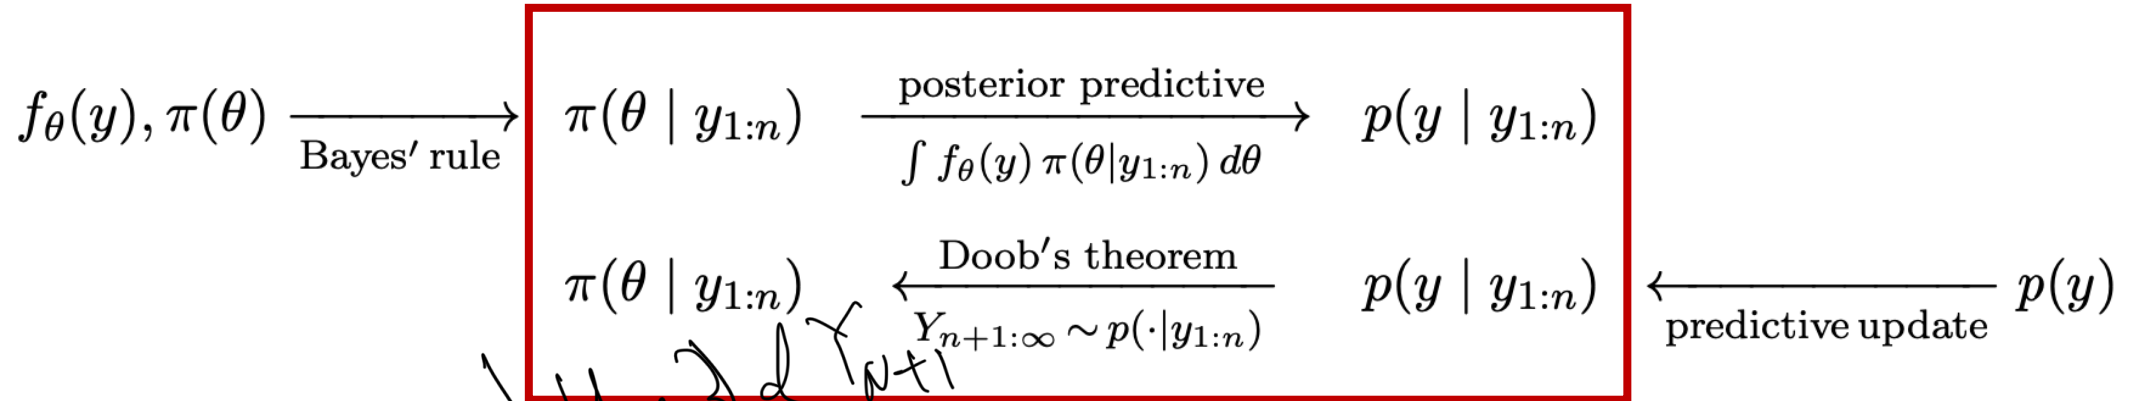 f_θ(y), π(θ) ⟶ π(θ | y_{1:n}) posterior predictive ⟶ p(y | y_{1:n})
Bayes′ rule ∫ f_θ(y) π(θ|y_{1:n}) dθ
π(θ | y_{1:n}) Doob′s theorem ⟵ p(y | y_{1:n}) ⟵ p(y)
Y_{n+1:∞} ∼ p(·|y_{1:n}) predictive update
d Y_{n+1}